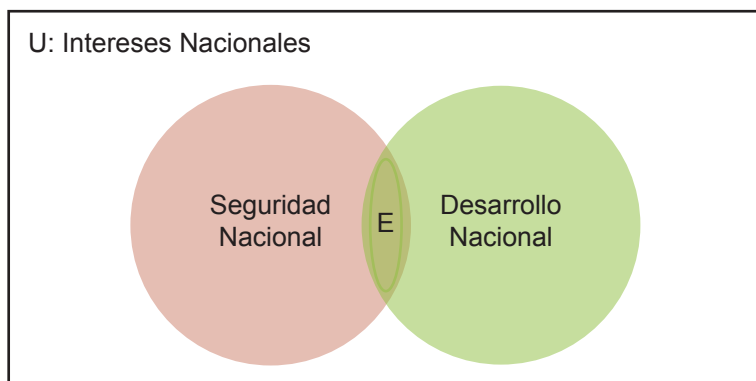 U: Intereses Nacionales
Seguridad
Nacional
E
Desarrollo
Nacional